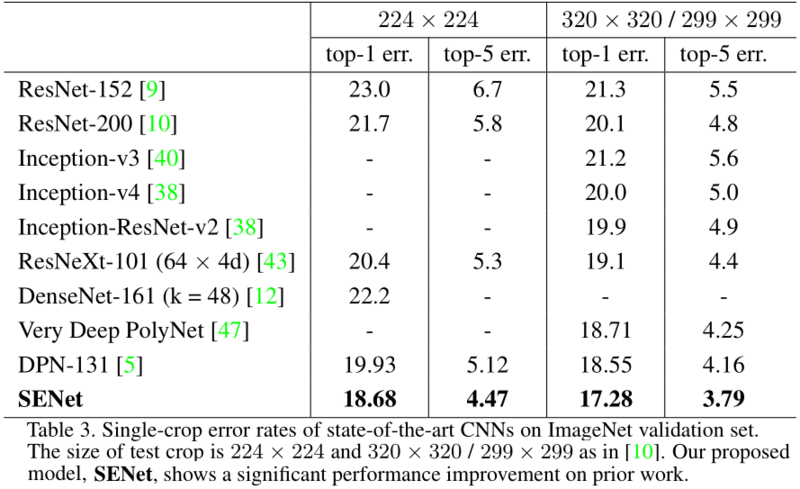 224 × 224 320 × 320 / 299 × 299
top-1 err. top-5 err. top-1 err. top-5 err.
ResNet-152 [9] 23.0 6.7 21.3 5.5
ResNet-200 [10] 21.7 5.8 20.1 4.8
Inception-v3 [40] - - 21.2 5.6
Inception-v4 [38] - - 20.0 5.0
Inception-ResNet-v2 [38] - - 19.9 4.9
ResNeXt-101 (64 × 4d) [43] 20.4 5.3 19.1 4.4
DenseNet-161 (k = 48) [12] 22.2 - - -
Very Deep PolyNet [47] - - 18.71 4.25
DPN-131 [5] 19.93 5.12 18.55 4.16
SENet 18.68 4.47 17.28 3.79
Table 3. Single-crop error rates of state-of-the-art CNNs on ImageNet validation set.
The size of test crop is 224 × 224 and 320 × 320 / 299 × 299 as in [10]. Our proposed
model, SENet, shows a significant performance improvement on prior work.